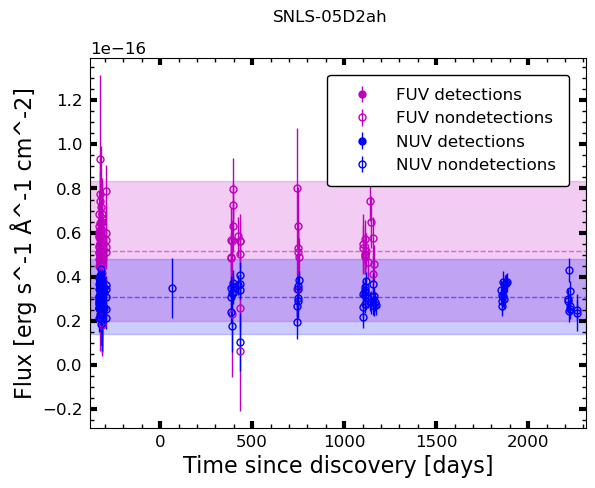 SNLS-05D2ah
1e−16
FUV detections
FUV nondetections
NUV detections
NUV nondetections
1.2
1.0
0.8
0.6
0.4
0.2
0.0
−0.2
Flux [erg s^-1 Å^-1 cm^-2]
0
500
1000
1500
2000
Time since discovery [days]